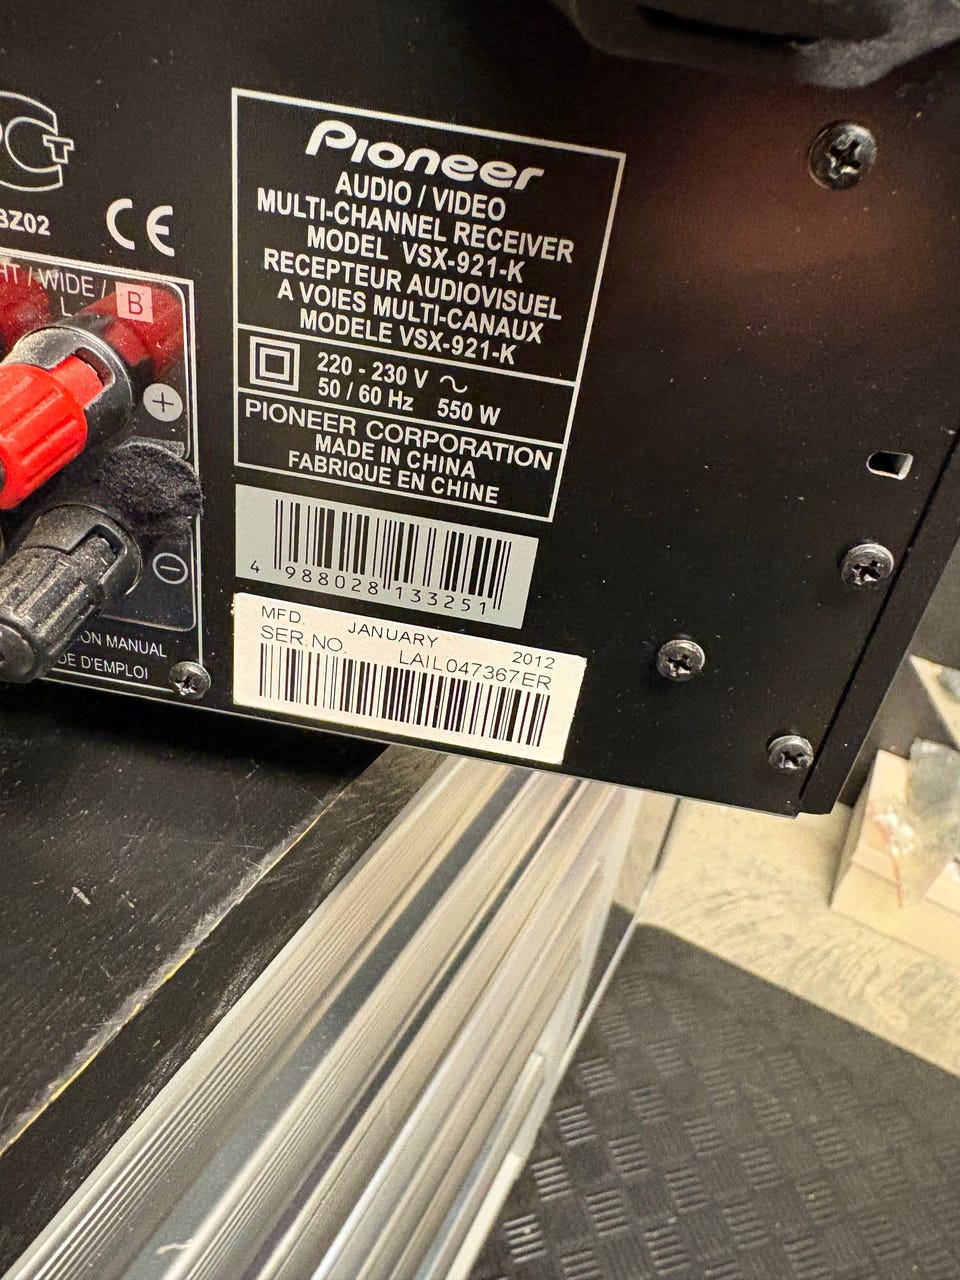 BZ02
CE
/ WIDE /
L
B
+
−
ON MANUAL
DE D'EMPLOI
Pioneer
AUDIO / VIDEO
MULTI-CHANNEL RECEIVER
MODEL VSX-921-K
RECEPTEUR AUDIOVISUEL
A VOIES MULTI-CANAUX
MODELE VSX-921-K
220 - 230 V ~
50 / 60 Hz 550 W
PIONEER CORPORATION
MADE IN CHINA
FABRIQUE EN CHINE
4 988028 133251
MFD. JANUARY 2012
SER.NO. LAIL047367ER